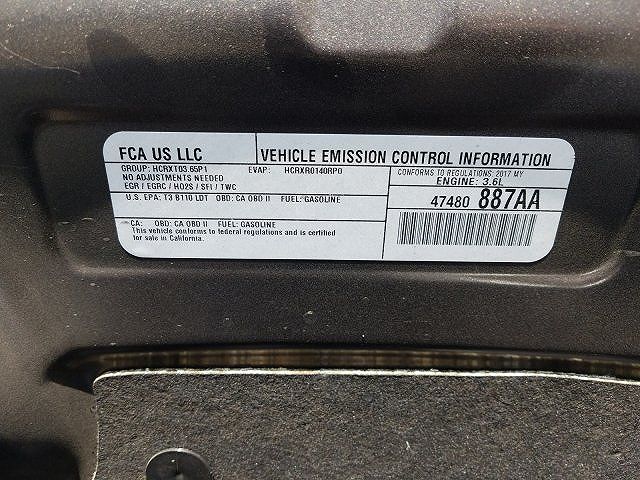 FCA US LLC
VEHICLE EMISSION CONTROL INFORMATION
GROUP: HCRXT03.65P1 EVAP: HCRXR0140RP0
CONFORMS TO REGULATIONS: 2017 MY
NO ADJUSTMENTS NEEDED
ENGINE: 3.6L
EGR / EGRC / HO2S / SFI / TWC
U.S. EPA: T3 B110 LDT OBD: CA OBD II FUEL: GASOLINE
47480 887AA
CA: OBD: CA OBD II FUEL: GASOLINE
This vehicle conforms to federal regulations and is certified
for sale in California.